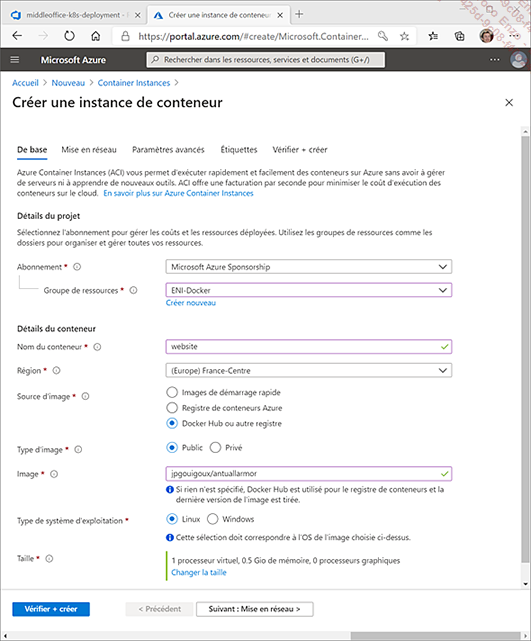 middleoffice-k8s-deployment -
Créer une instance de conteneur
https://portal.azure.com/#create/Microsoft.Container...
Microsoft Azure
Rechercher dans les ressources, services et documents (G+/)
Accueil > Nouveau > Container Instances >
Créer une instance de conteneur
De base Mise en réseau Paramètres avancés Étiquettes Vérifier + créer
Azure Container Instances (ACI) vous permet d'exécuter rapidement et facilement des conteneurs sur Azure sans avoir à gérer
de serveurs ni à apprendre de nouveaux outils. ACI offre une facturation par seconde pour minimiser le coût d'exécution des
conteneurs sur le cloud. En savoir plus sur Azure Container Instances
Détails du projet
Sélectionnez l'abonnement pour gérer les coûts et les ressources déployées. Utilisez les groupes de ressources comme les
dossiers pour organiser et gérer toutes vos ressources.
Abonnement *
Microsoft Azure Sponsorship
Groupe de ressources *
ENI-Docker
Créer nouveau
Détails du conteneur
Nom du conteneur *
website
Région *
(Europe) France-Centre
Source d'image *
Images de démarrage rapide
Registre de conteneurs Azure
Docker Hub ou autre registre
Type d'image *
Public Privé
Image *
jpgouigoux/antuallarmor
Si rien n'est spécifié, Docker Hub est utilisé pour le registre de conteneurs et la
dernière version de l'image est tirée.
Type de système d'exploitation *
Linux Windows
Cette sélection doit correspondre à l'OS de l'image choisie ci-dessus.
Taille *
1 processeur virtuel, 0.5 Gio de mémoire, 0 processeurs graphiques
Changer la taille
Vérifier + créer
< Précédent
Suivant : Mise en réseau >